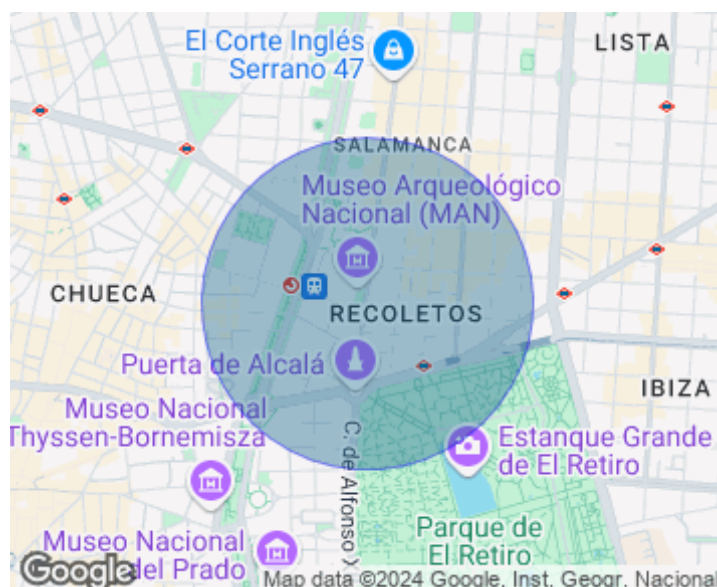 El Corte Inglés
Serrano 47
LISTA
SALAMANCA
Museo Arqueológico
Nacional (MAN)
CHUECA
RECOLETOS
Puerta de Alcalá
IBIZA
Museo Nacional
Thyssen-Bornemisza
C. de Alfonso X
Estanque Grande
de El Retiro
Museo Nacional
del Prado
Parque de
El Retiro
Google
Map data ©2024 Google, Inst. Geogr. Nacional